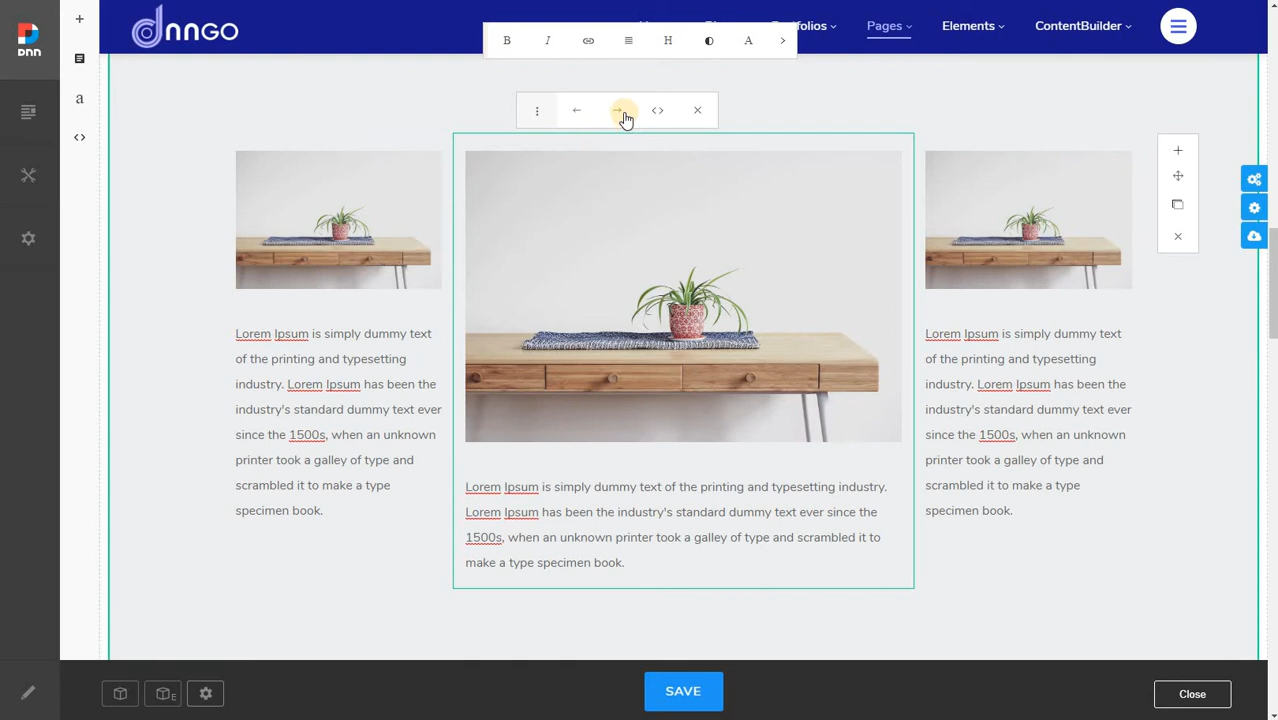 DNN
a
dnngo
Portfolios
Pages
Elements
ContentBuilder
B I H A
Lorem Ipsum is simply dummy text
of the printing and typesetting
industry. Lorem Ipsum has been the
industry's standard dummy text ever
since the 1500s, when an unknown
printer took a galley of type and
scrambled it to make a type
specimen book.
Lorem Ipsum is simply dummy text of the printing and typesetting industry.
Lorem Ipsum has been the industry's standard dummy text ever since the
1500s, when an unknown printer took a galley of type and scrambled it to
make a type specimen book.
Lorem Ipsum is simply dummy text
of the printing and typesetting
industry. Lorem Ipsum has been the
industry's standard dummy text ever
since the 1500s, when an unknown
printer took a galley of type and
scrambled it to make a type
specimen book.
E
SAVE
Close